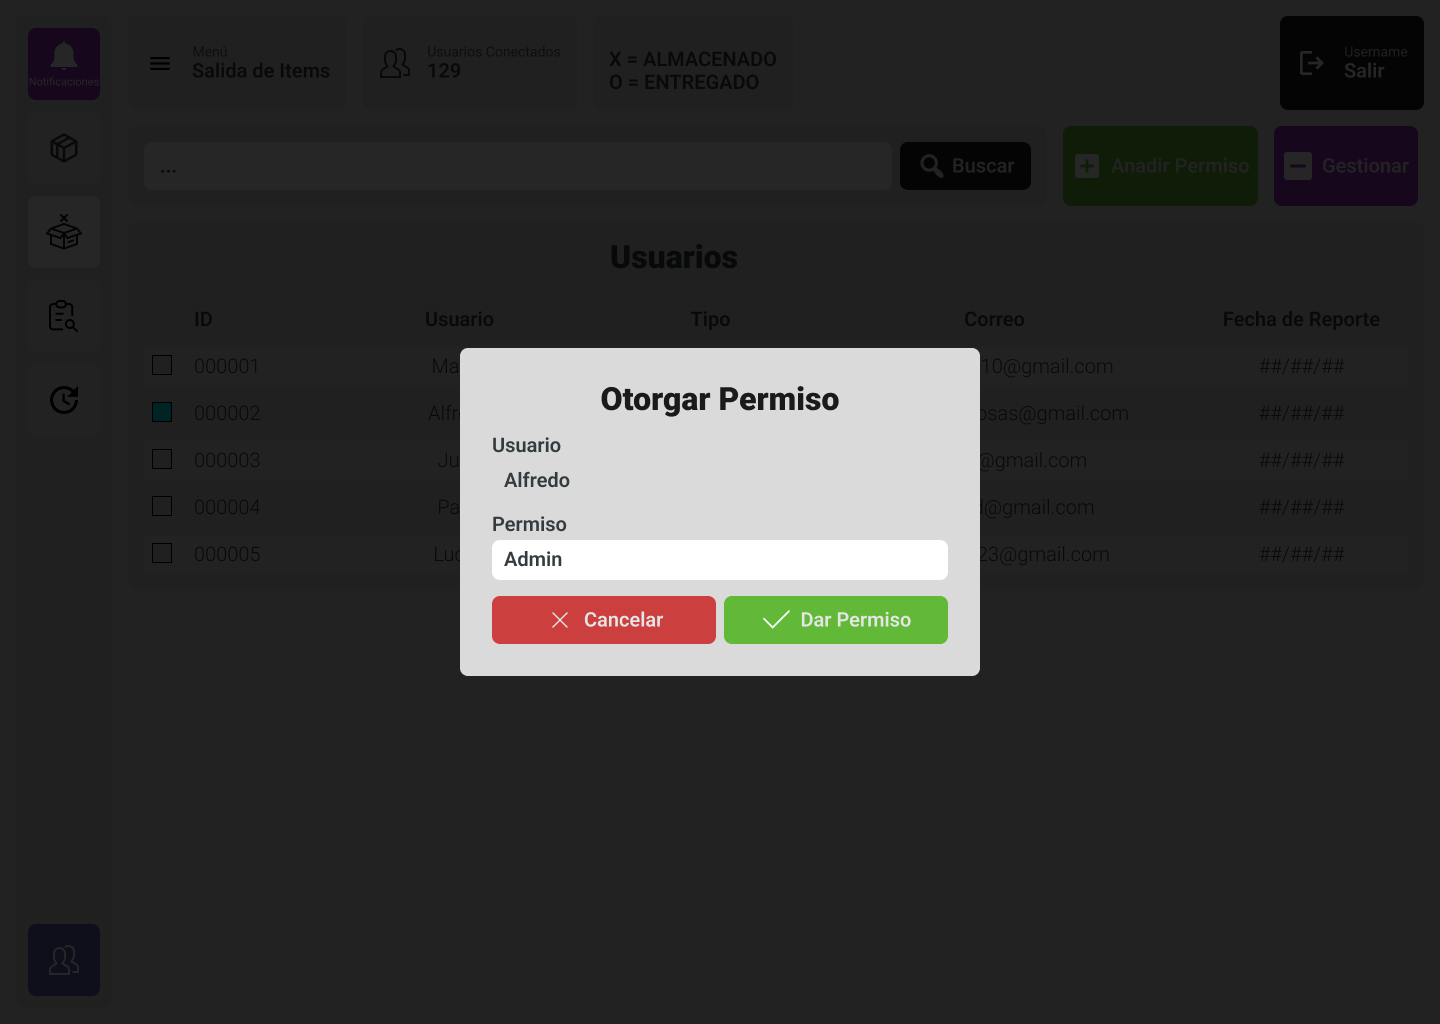 Notificaciones
Menú
Salida de Items
Usuarios Conectados
129
X = ALMACENADO
O = ENTREGADO
Username
Salir
...
Buscar
Anadir Permiso
Gestionar
Usuarios
ID Usuario Tipo Correo Fecha de Reporte
000001 Ma 10@gmail.com ##/##/##
000002 Alfr osas@gmail.com ##/##/##
000003 Ju @gmail.com ##/##/##
000004 Pa @gmail.com ##/##/##
000005 Luc 23@gmail.com ##/##/##
Otorgar Permiso
Usuario
Alfredo
Permiso
Admin
Cancelar
Dar Permiso